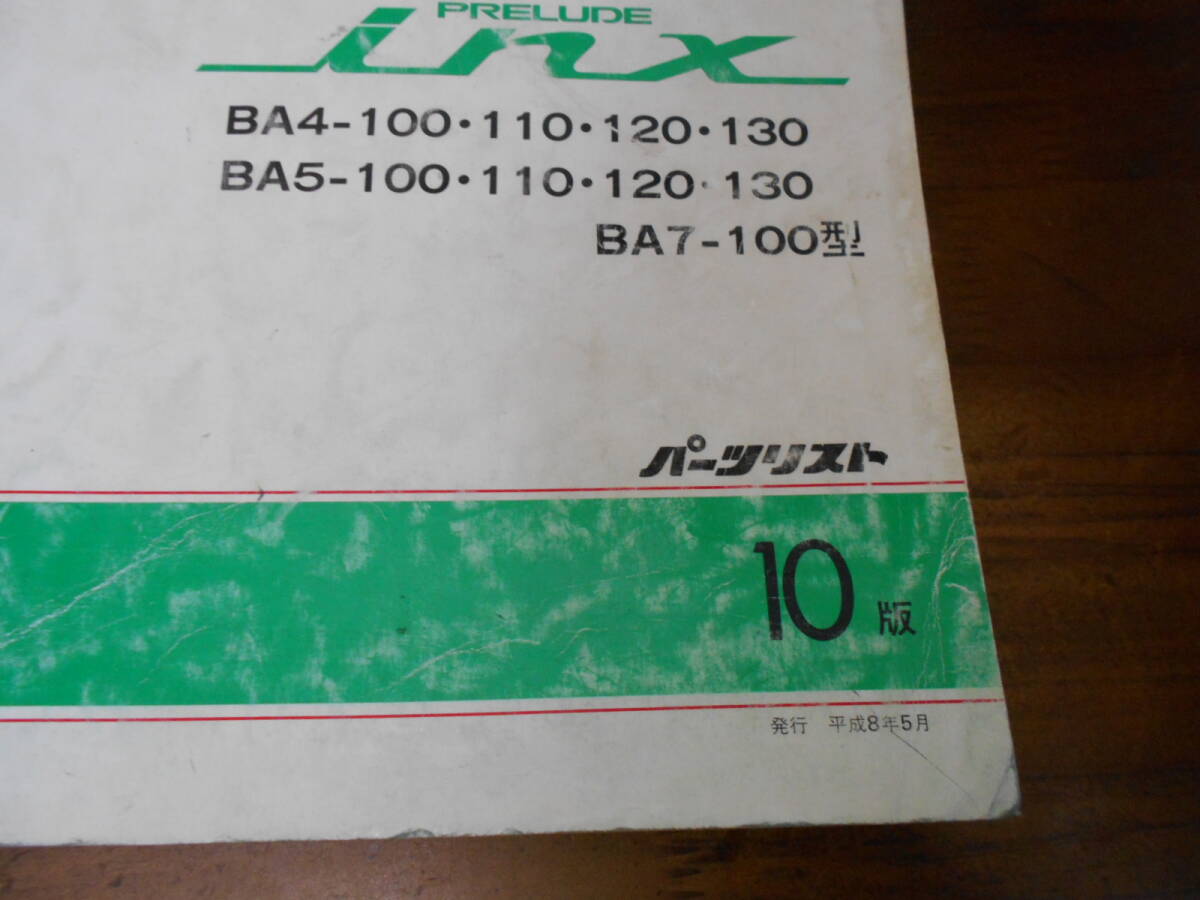 PRELUDE
inx
BA4-100・110・120・130
BA5-100・110・120・130
BA7-100型
パーツリスト
10版
発行 平成8年5月